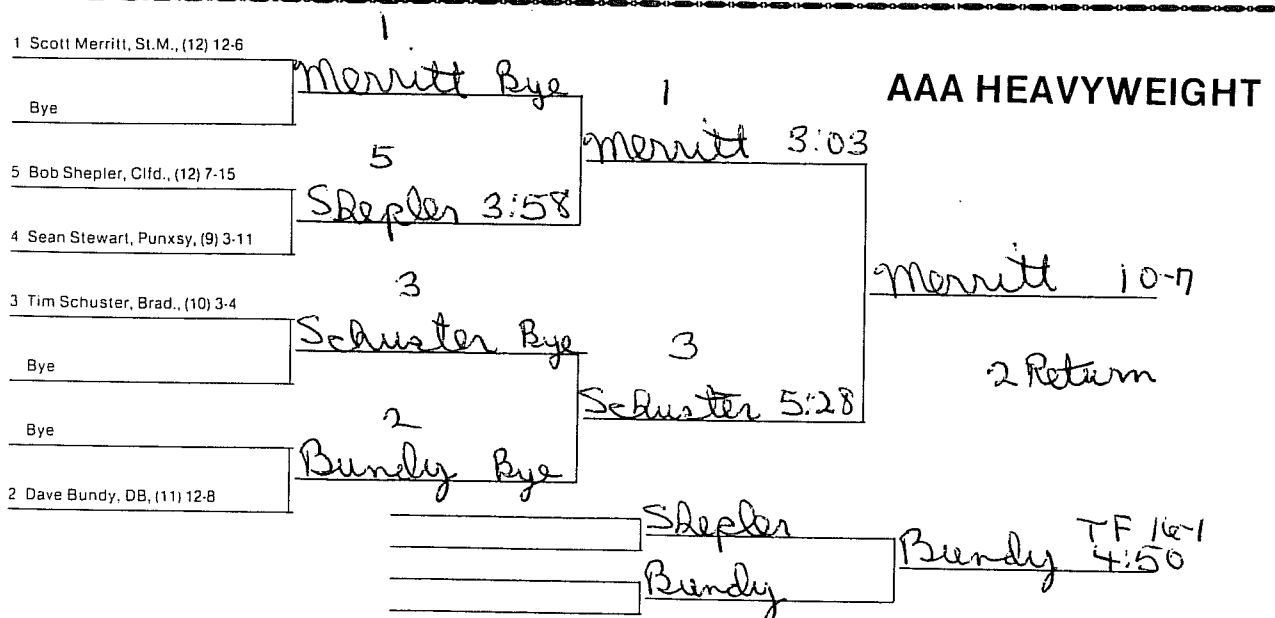 1
1 Scott Merritt, St.M., (12) 12-6
Merritt Bye
Bye
AAA HEAVYWEIGHT
1
Merritt 3:03
5
5 Bob Shepler, Clfd., (12) 7-15
Shepler 3:58
4 Sean Stewart, Punxsy, (9) 3-11
Merritt 10-7
3
3 Tim Schuster, Brad., (10) 3-4
Schuster Bye
Bye
3
Schuster 5:28
2 Return
Bye
2
Bundy Bye
2 Dave Bundy, DB, (11) 12-8
Shepler
Bundy TF 16-1
4:50
Bundy